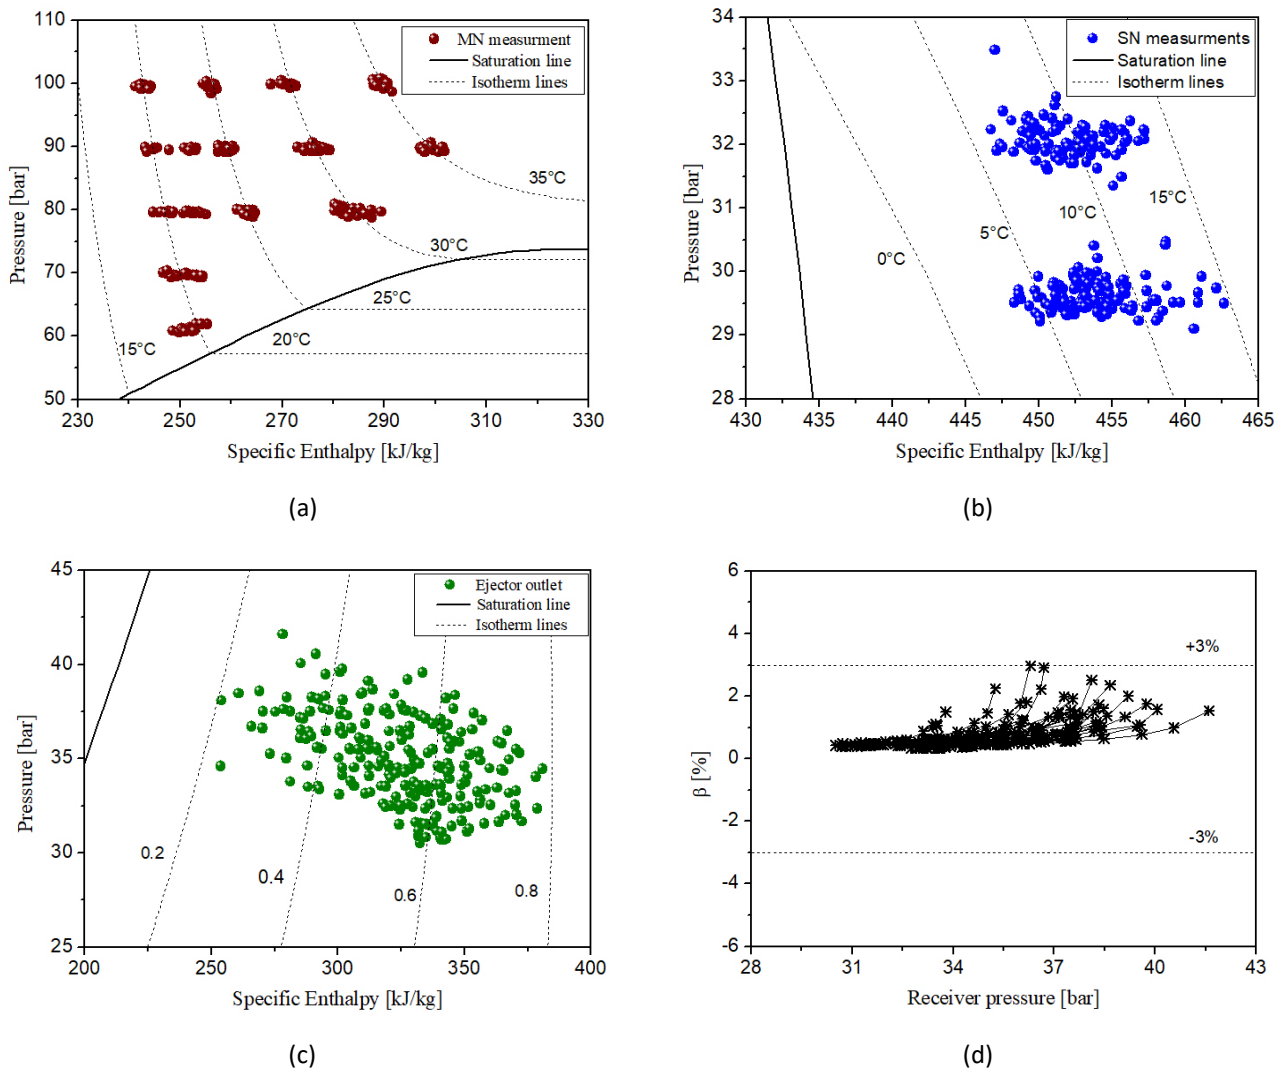 110
100
90
80
70
60
50
230
250
270
290
310
330
Pressure [bar]
Specific Enthalpy [kJ/kg]
MN measurment
Saturation line
Isotherm lines
35°C
30°C
25°C
20°C
15°C
(a)
34
33
32
31
30
29
28
430
435
440
445
450
455
460
465
Pressure [bar]
Specific Enthalpy [kJ/kg]
SN measurments
Saturation line
Isotherm lines
0°C
5°C
10°C
15°C
(b)
45
40
35
30
25
200
250
300
350
400
Pressure [bar]
Specific Enthalpy [kJ/kg]
Ejector outlet
Saturation line
Isotherm lines
0.2
0.4
0.6
0.8
(c)
6
4
2
0
-2
-4
-6
28
31
34
37
40
43
β [%]
Receiver pressure [bar]
+3%
-3%
(d)